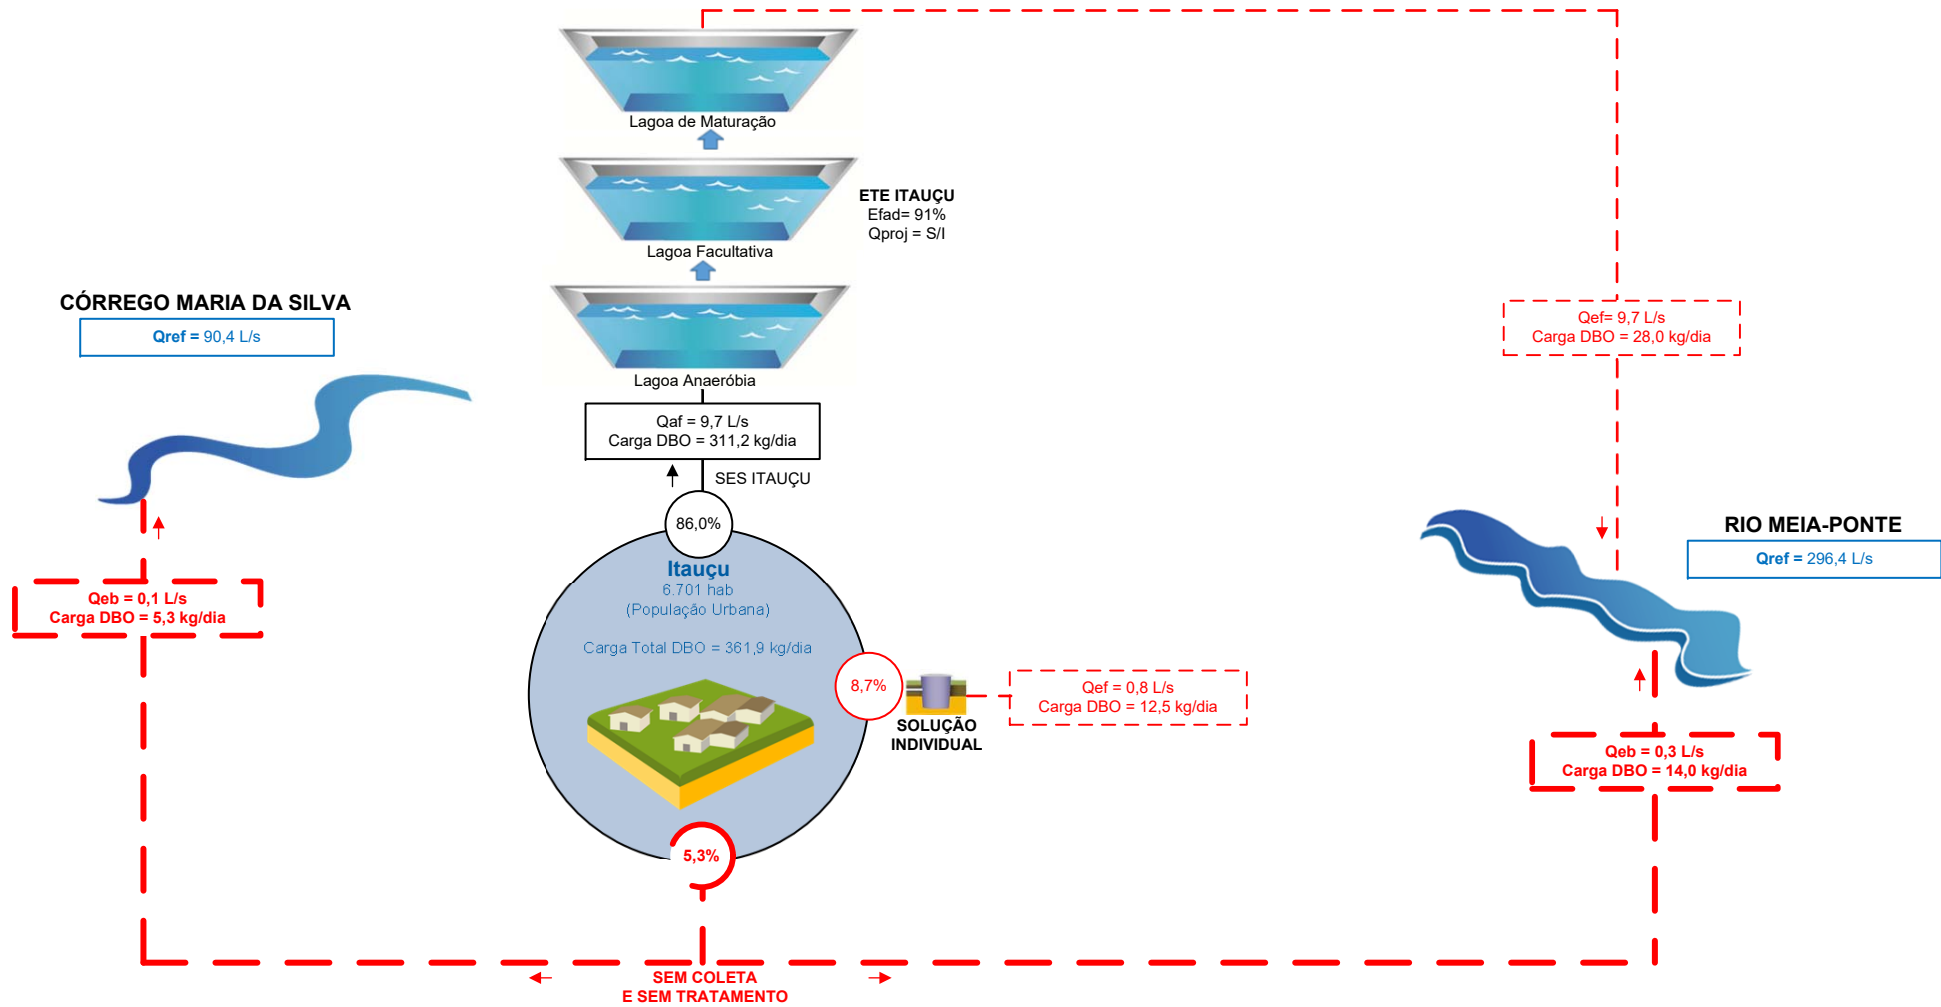 Lagoa de Maturação
Lagoa Facultativa
ETE ITAUÇU
Efad= 91%
Qproj = S/I
Lagoa Anaeróbia
CÓRREGO MARIA DA SILVA
Qref = 90,4 L/s
Qef= 9,7 L/s
Carga DBO = 28,0 kg/dia
Qaf = 9,7 L/s
Carga DBO = 311,2 kg/dia
SES ITAUÇU
86,0%
RIO MEIA-PONTE
Qref = 296,4 L/s
Itauçu
6.701 hab
(População Urbana)
Carga Total DBO = 361,9 kg/dia
Qeb = 0,1 L/s
Carga DBO = 5,3 kg/dia
8,7%
SOLUÇÃO
INDIVIDUAL
Qef = 0,8 L/s
Carga DBO = 12,5 kg/dia
Qeb = 0,3 L/s
Carga DBO = 14,0 kg/dia
5,3%
SEM COLETA
E SEM TRATAMENTO